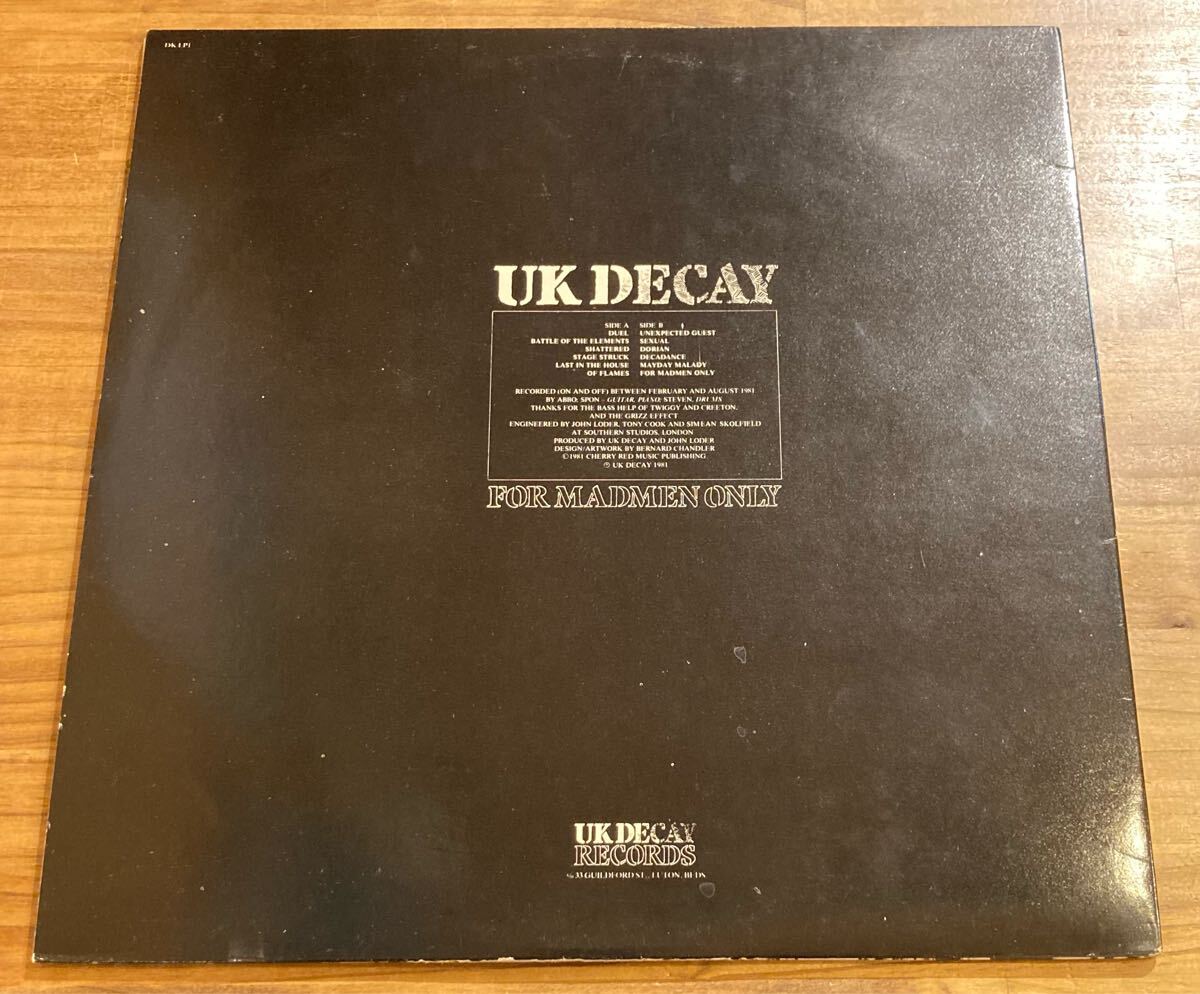 DK LP1
UK DECAY
SIDE A SIDE B
DUEL UNEXPECTED GUEST
BATTLE OF THE ELEMENTS SEXUAL
SHATTERED DORIAN
STAGE STRUCK DECADANCE
LAST IN THE HOUSE MAYDAY MALADY
OF FLAMES FOR MADMEN ONLY
RECORDED (ON AND OFF) BETWEEN FEBRUARY AND AUGUST 1981
BY ABBO; SPON – GUITAR, PIANO; STEVEN, DRUMS
THANKS FOR THE BASS HELP OF TWIGGY AND CREETON,
AND THE GRIZZ EFFECT
ENGINEERED BY JOHN LODER, TONY COOK AND SIMEAN SKOLFIELD
AT SOUTHERN STUDIOS, LONDON
PRODUCED BY UK DECAY AND JOHN LODER
DESIGN/ARTWORK BY BERNARD CHANDLER
©1981 CHERRY RED MUSIC PUBLISHING
℗ UK DECAY 1981
FOR MADMEN ONLY
UK DECAY
RECORDS
c/o 33 GUILDFORD ST., LUTON, BEDS